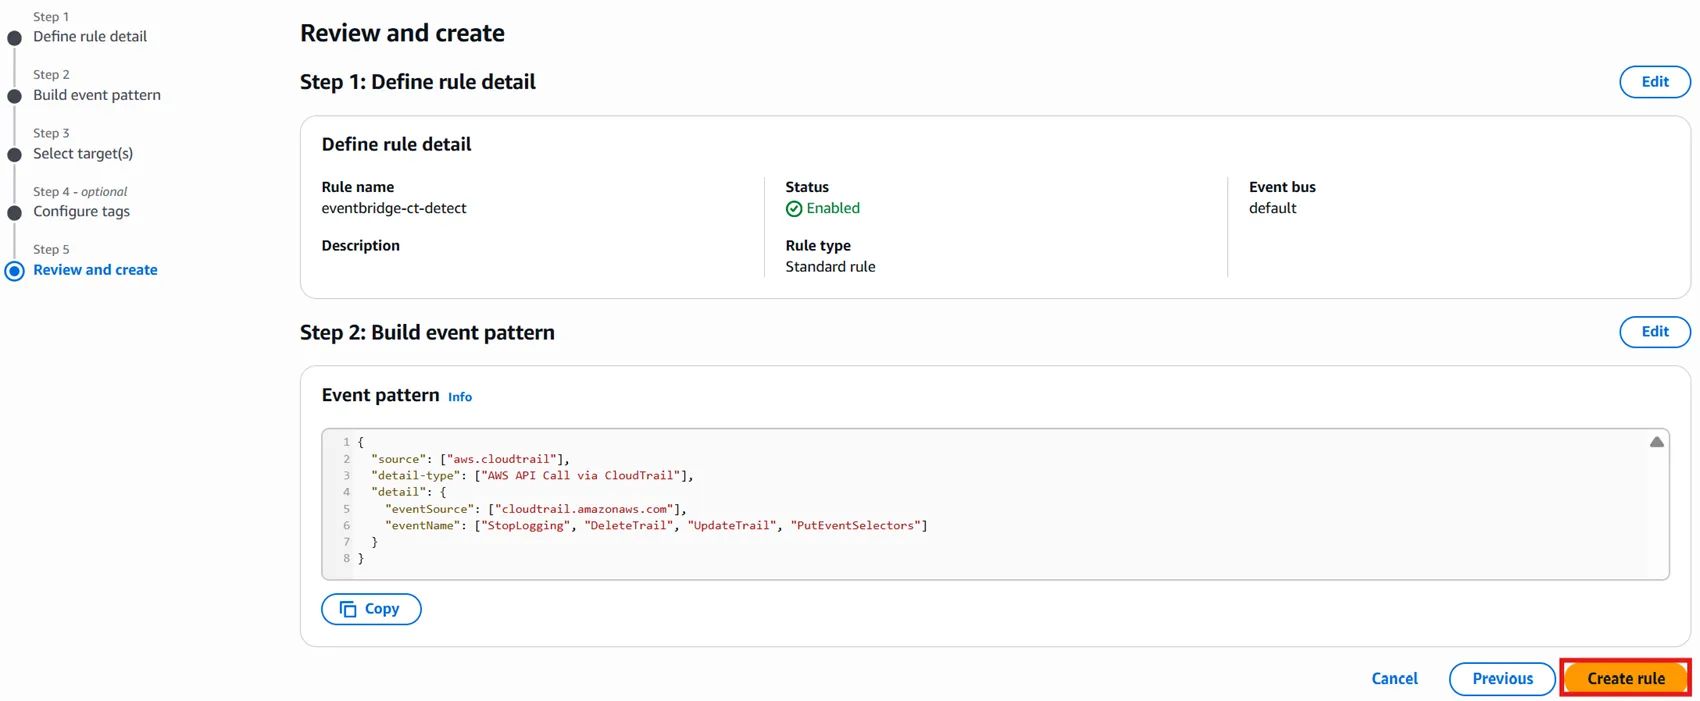 Step 1
Define rule detail
Step 2
Build event pattern
Step 3
Select target(s)
Step 4 - optional
Configure tags
Step 5
Review and create
Review and create
Step 1: Define rule detail
Edit
Define rule detail
Rule name
eventbridge-ct-detect
Description
Status
Enabled
Rule type
Standard rule
Event bus
default
Step 2: Build event pattern
Edit
Event pattern Info
1 {
2   "source": ["aws.cloudtrail"],
3   "detail-type": ["AWS API Call via CloudTrail"],
4   "detail": {
5     "eventSource": ["cloudtrail.amazonaws.com"],
6     "eventName": ["StopLogging", "DeleteTrail", "UpdateTrail", "PutEventSelectors"]
7   }
8 }
Copy
Cancel
Previous
Create rule